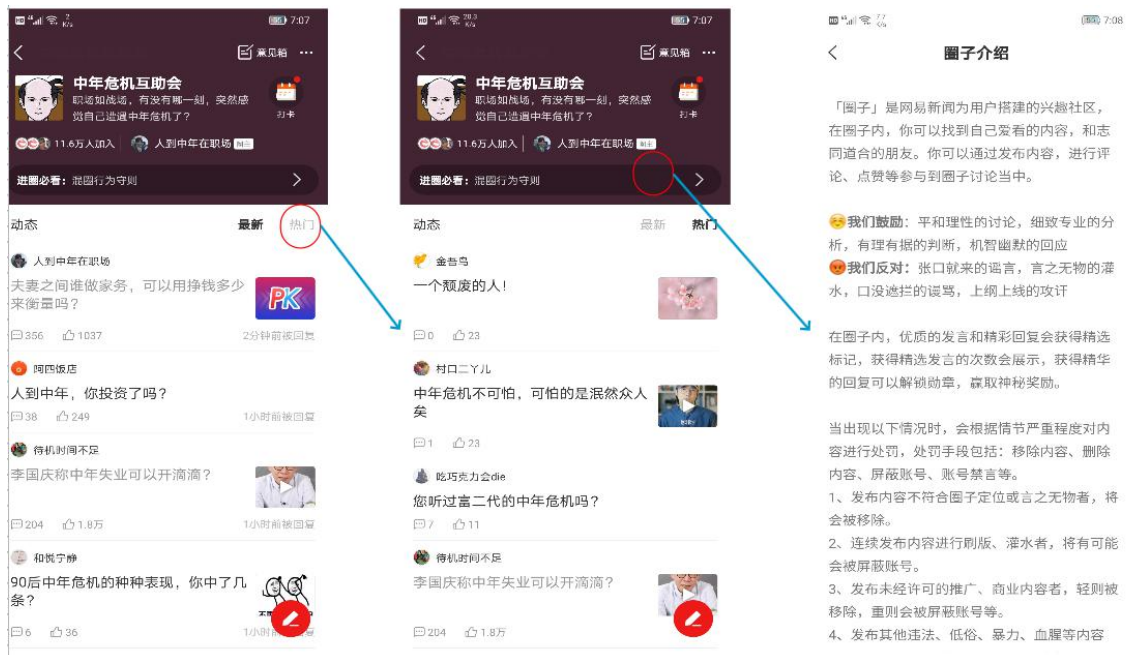 HD 7:07
意见箱
中年危机互助会
职场如战场，有没有哪一刻，突然感
觉自己遭遇中年危机了？
打卡
11.6万人加入
人到中年在职场
圈主
进圈必看：混圈行为守则
动态
最新
热门
人到中年在职场
夫妻之间谁做家务，可以用挣钱多少
来衡量吗？
PK
356 1037
2分钟前被回复
阿四饭店
人到中年，你投资了吗？
38 249
1小时前被回复
待机时间不足
李国庆称中年失业可以开滴滴？
204 1.8万
1小时前被回复
和悦宁静
90后中年危机的种种表现，你中了几
条？
6 36
HD 7:07
意见箱
中年危机互助会
职场如战场，有没有哪一刻，突然感
觉自己遭遇中年危机了？
打卡
11.6万人加入
人到中年在职场
圈主
进圈必看：混圈行为守则
动态
最新
热门
金吾鸟
一个颓废的人！
0 23
村口二丫儿
中年危机不可怕，可怕的是泯然众人
矣
1 23
吃巧克力会die
您听过富二代的中年危机吗？
7 11
待机时间不足
李国庆称中年失业可以开滴滴？
204 1.8万
HD 7:08
圈子介绍
「圈子」是网易新闻为用户搭建的兴趣社区，
在圈子内，你可以找到自己爱看的内容，和志
同道合的朋友。你可以通过发布内容，进行评
论、点赞等参与到圈子讨论当中。
我们鼓励：平和理性的讨论，细致专业的分
析，有理有据的判断，机智幽默的回应
我们反对：张口就来的谣言，言之无物的灌
水，口没遮拦的谩骂，上纲上线的攻讦
在圈子内，优质的发言和精彩回复会获得精选
标记，获得精选发言的次数会展示，获得精华
的回复可以解锁勋章，赢取神秘奖励。
当出现以下情况时，会根据情节严重程度对内
容进行处罚，处罚手段包括：移除内容、删除
内容、屏蔽账号、账号禁言等。
1、发布内容不符合圈子定位或言之无物者，将
会被移除。
2、连续发布内容进行刷版、灌水者，将有可能
会被屏蔽账号。
3、发布未经许可的推广、商业内容者，轻则被
移除，重则会被屏蔽账号等。
4、发布其他违法、低俗、暴力、血腥等内容